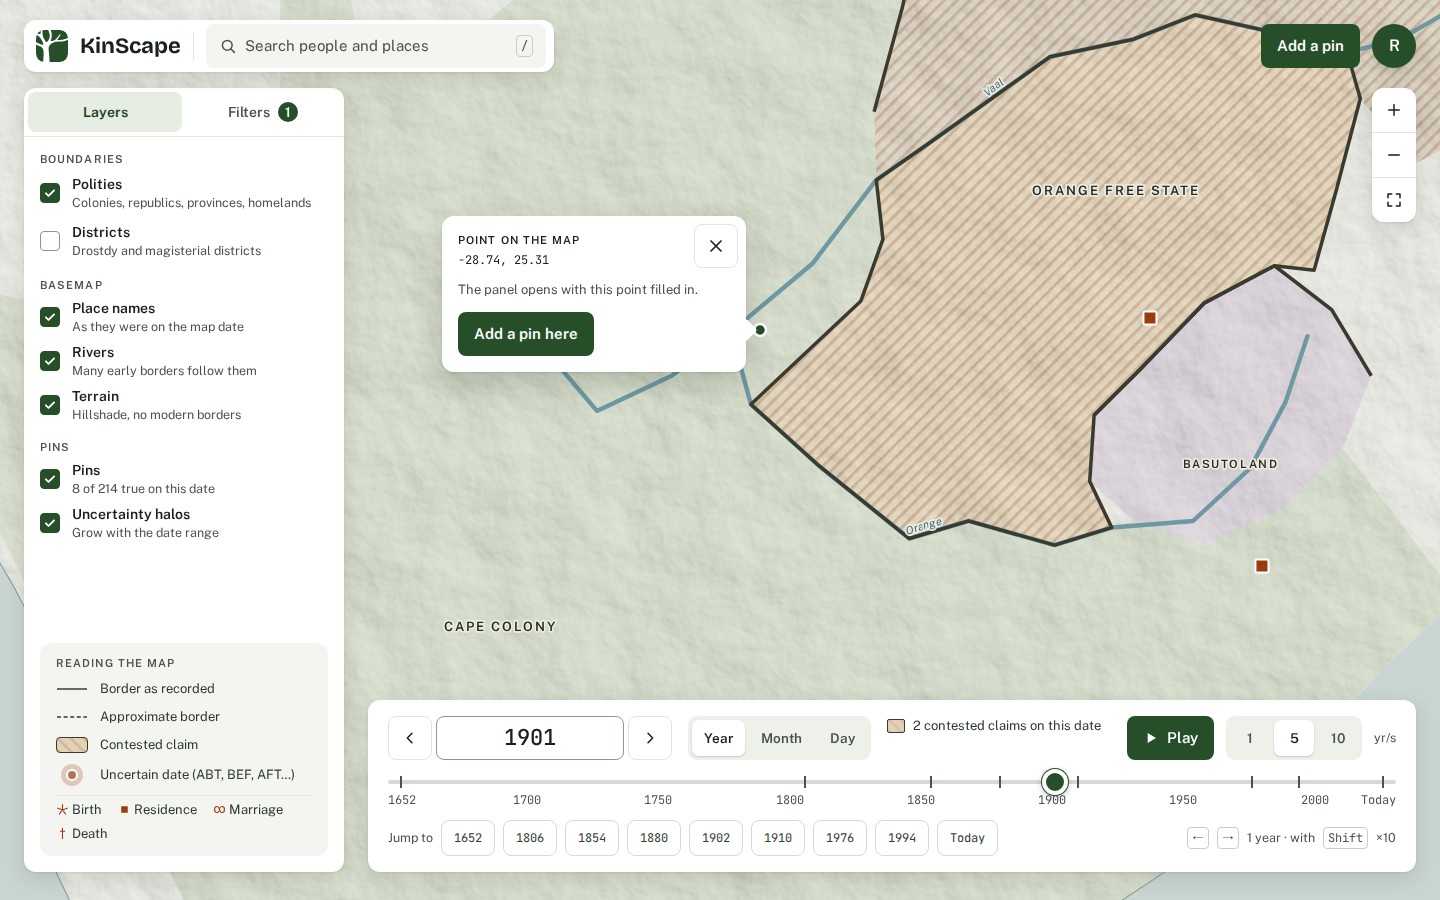 KinScape
Search people and places
/
Add a pin
R
Layers
Filters 1
BOUNDARIES
Polities
Colonies, republics, provinces, homelands
Districts
Drostdy and magisterial districts
BASEMAP
Place names
As they were on the map date
Rivers
Many early borders follow them
Terrain
Hillshade, no modern borders
PINS
Pins
8 of 214 true on this date
Uncertainty halos
Grow with the date range
READING THE MAP
Border as recorded
Approximate border
Contested claim
Uncertain date (ABT, BEF, AFT…)
Birth
Residence
Marriage
Death
Vaal
ORANGE FREE STATE
POINT ON THE MAP
-28.74, 25.31
The panel opens with this point filled in.
Add a pin here
BASUTOLAND
Orange
CAPE COLONY
1901
Year Month Day
2 contested claims on this date
Play
1 5 10 yr/s
1652 1700 1750 1800 1850 1900 1950 2000 Today
Jump to 1652 1806 1854 1880 1902 1910 1976 1994 Today
← → 1 year · with Shift ×10